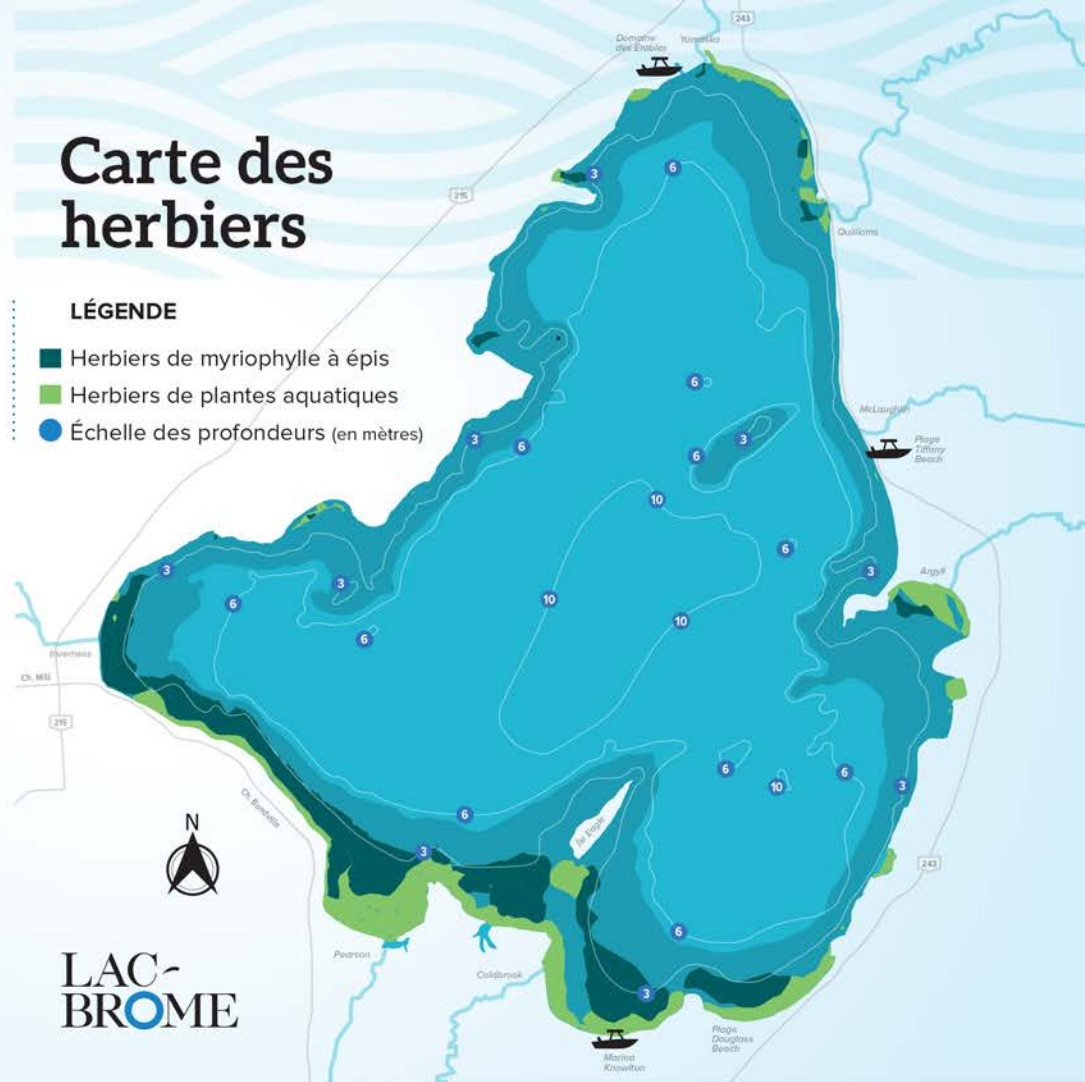 243
Domaine
des Érables
Yamaska
Carte des
herbiers
215
3
6
Quilliams
LÉGENDE
Herbiers de myriophylle à épis
Herbiers de plantes aquatiques
Échelle des profondeurs (en mètres)
6
McLaughlin
3
6
3
6
Plage
Tiffany
Beach
10
6
3
3
Argyll
3
6
10
10
6
Inverness
Ch. Mill
215
6
6
10
3
6
Ch. Bondville
Île Eagle
3
243
N
6
Pearson
Coldbrook
3
LAC-
BROME
Marina
Knowlton
Plage
Douglass
Beach